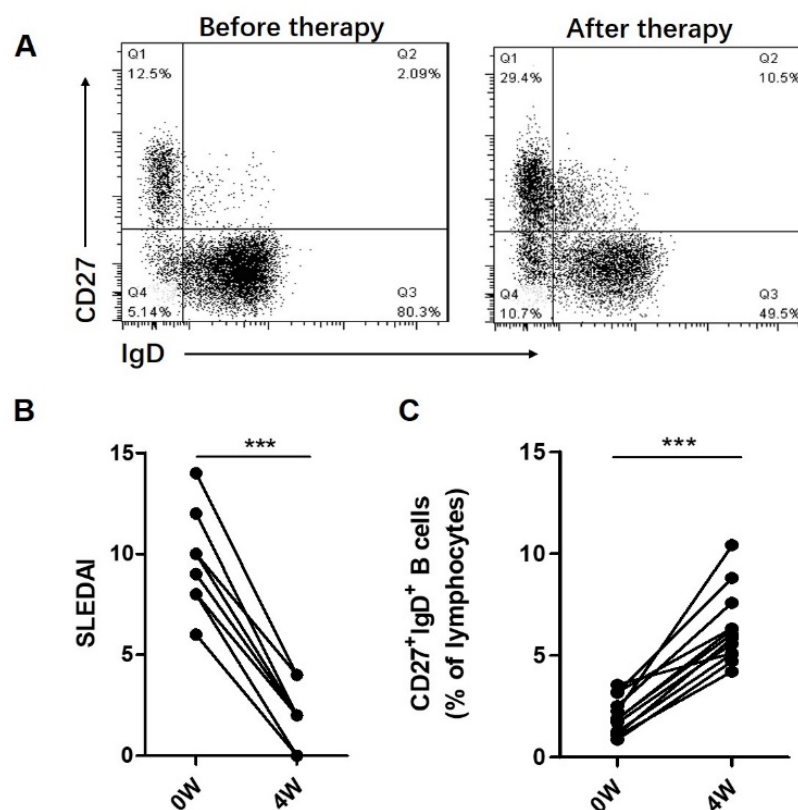 A
Before therapy
After therapy
Q1
12.5%
Q2
2.09%
Q4
5.14%
Q3
80.3%
Q1
29.4%
Q2
10.5%
Q4
10.7%
Q3
49.5%
CD27
IgD
B
***
15
10
5
0
SLEDAI
0W
4W
C
***
15
10
5
0
CD27⁺IgD⁺ B cells
(% of lymphocytes)
0W
4W